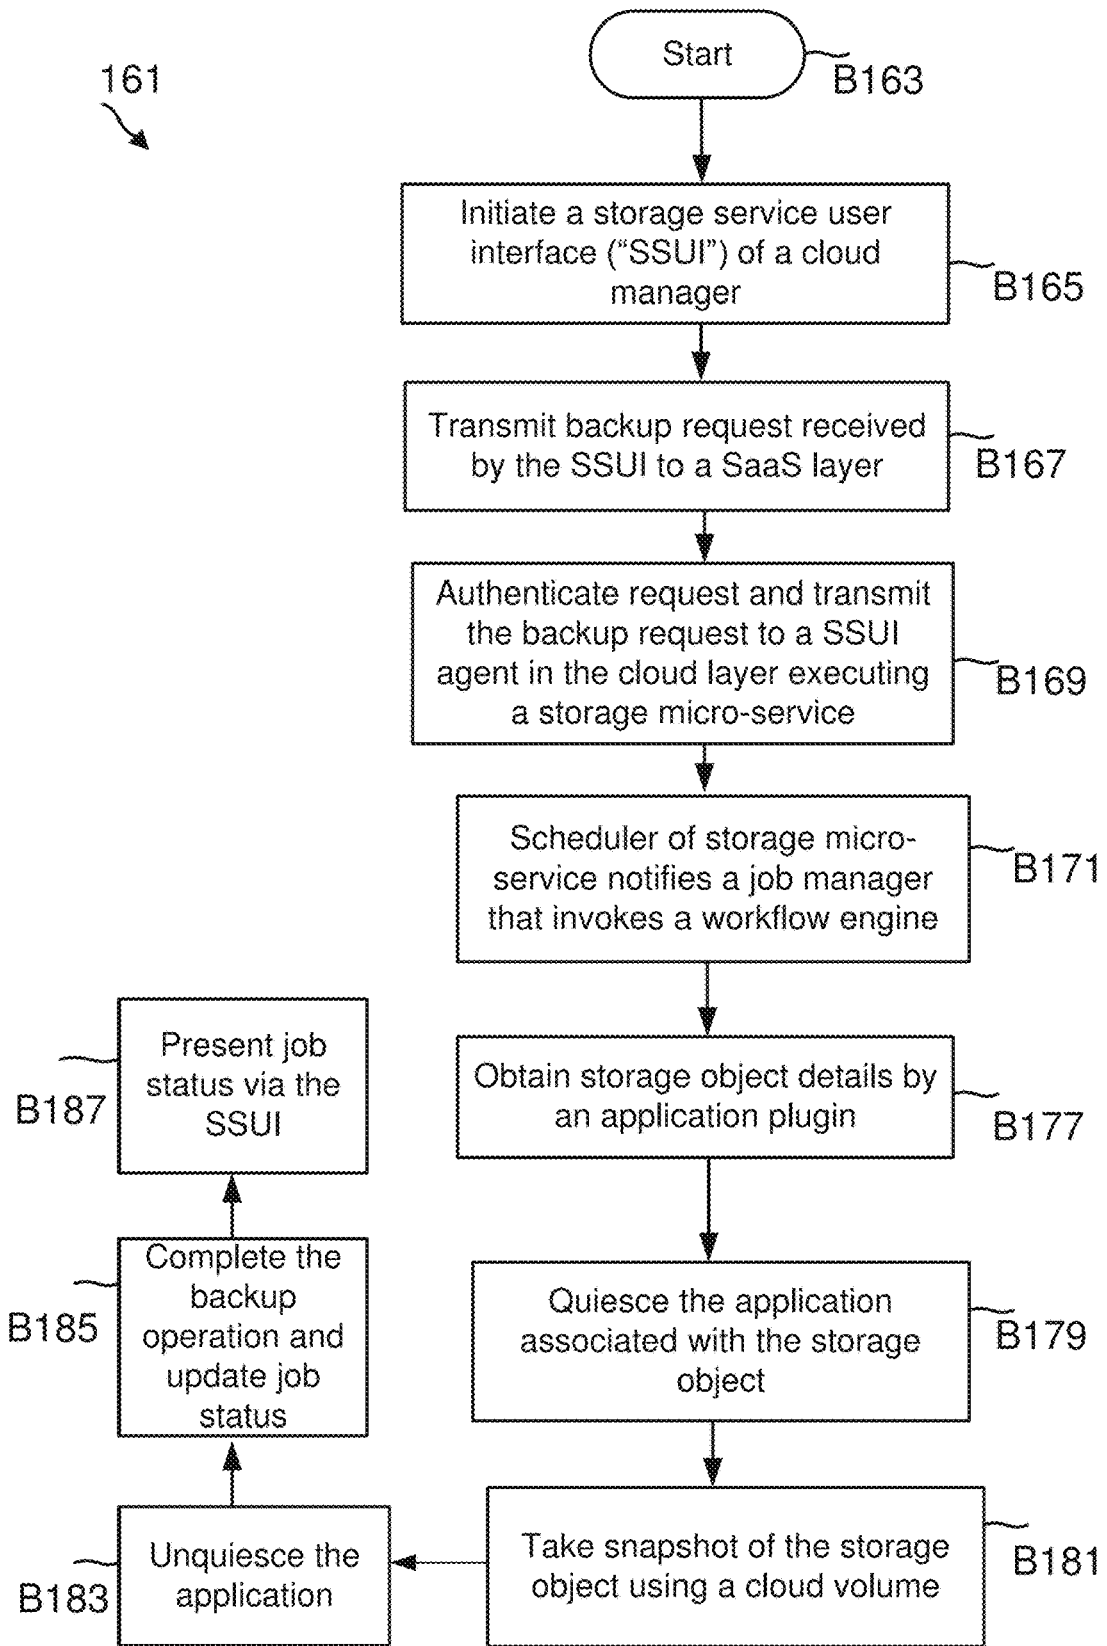 161
Start
B163
Initiate a storage service user
interface (“SSUI”) of a cloud
manager
B165
Transmit backup request received
by the SSUI to a SaaS layer
B167
Authenticate request and transmit
the backup request to a SSUI
agent in the cloud layer executing
a storage micro-service
B169
Scheduler of storage micro-
service notifies a job manager
that invokes a workflow engine
B171
Obtain storage object details by
an application plugin
B177
Quiesce the application
associated with the storage
object
B179
Take snapshot of the storage
object using a cloud volume
B181
Unquiesce the
application
B183
Complete the
backup
operation and
update job
status
B185
Present job
status via the
SSUI
B187